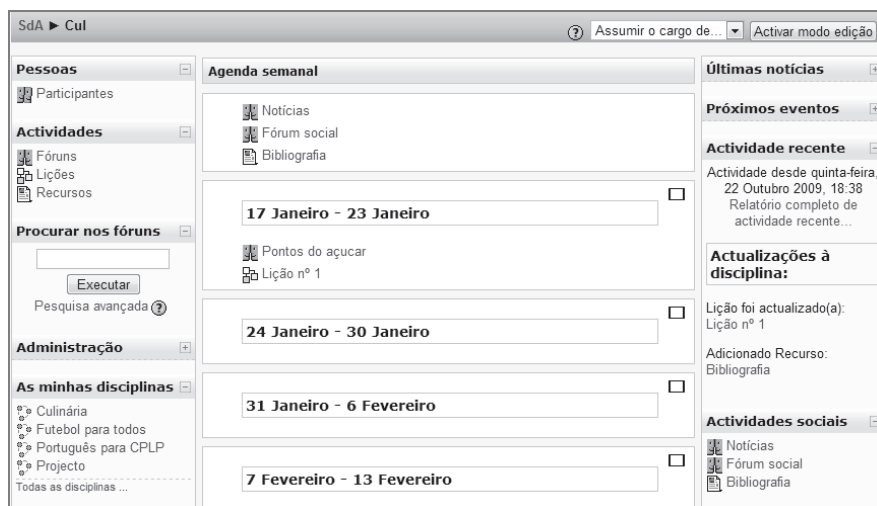 SdA ► Cul
? Assumir o cargo de... Activar modo edição
Pessoas
Participantes
Actividades
Fóruns
Lições
Recursos
Procurar nos fóruns
Executar
Pesquisa avançada ?
Administração
As minhas disciplinas
Culinária
Futebol para todos
Português para CPLP
Projecto
Todas as disciplinas ...
Agenda semanal
Notícias
Fórum social
Bibliografia
17 Janeiro - 23 Janeiro
Pontos do açucar
Lição nº 1
24 Janeiro - 30 Janeiro
31 Janeiro - 6 Fevereiro
7 Fevereiro - 13 Fevereiro
Últimas notícias
Próximos eventos
Actividade recente
Actividade desde quinta-feira,
22 Outubro 2009, 18:38
Relatório completo de
actividade recente...
Actualizações à
disciplina:
Lição foi actualizado(a):
Lição nº 1
Adicionado Recurso:
Bibliografia
Actividades sociais
Notícias
Fórum social
Bibliografia